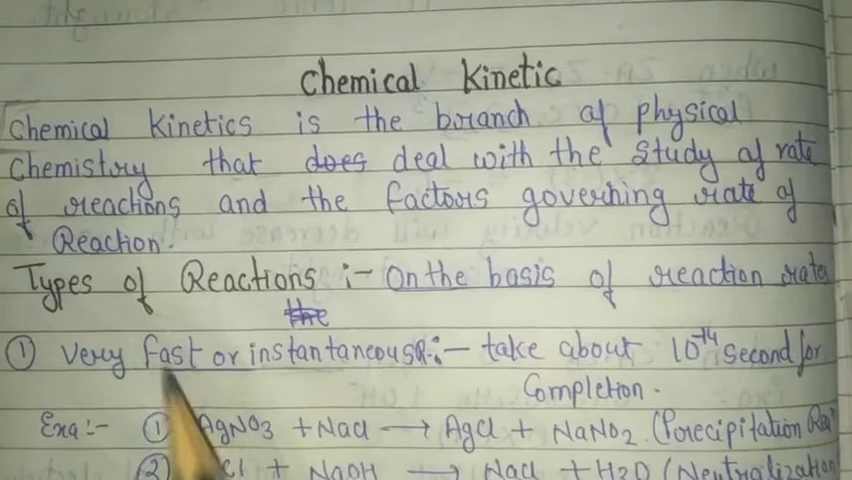 Chemical Kinetic
Chemical Kinetics is the branch of physical
Chemistry that does deal with the study of rate
of reactions and the factors governing rate of
Reaction.
Types of Reactions :- On the basis of reaction rates
the
① Very fast or instantaneous R:- take about 10⁻¹⁴ second for
Completion.
Exa:- ① AgNO₃ + NaCl → AgCl + NaNO₂ (Precipitation Rea
② Cl + NaOH → NaCl + H₂O (Neutralization